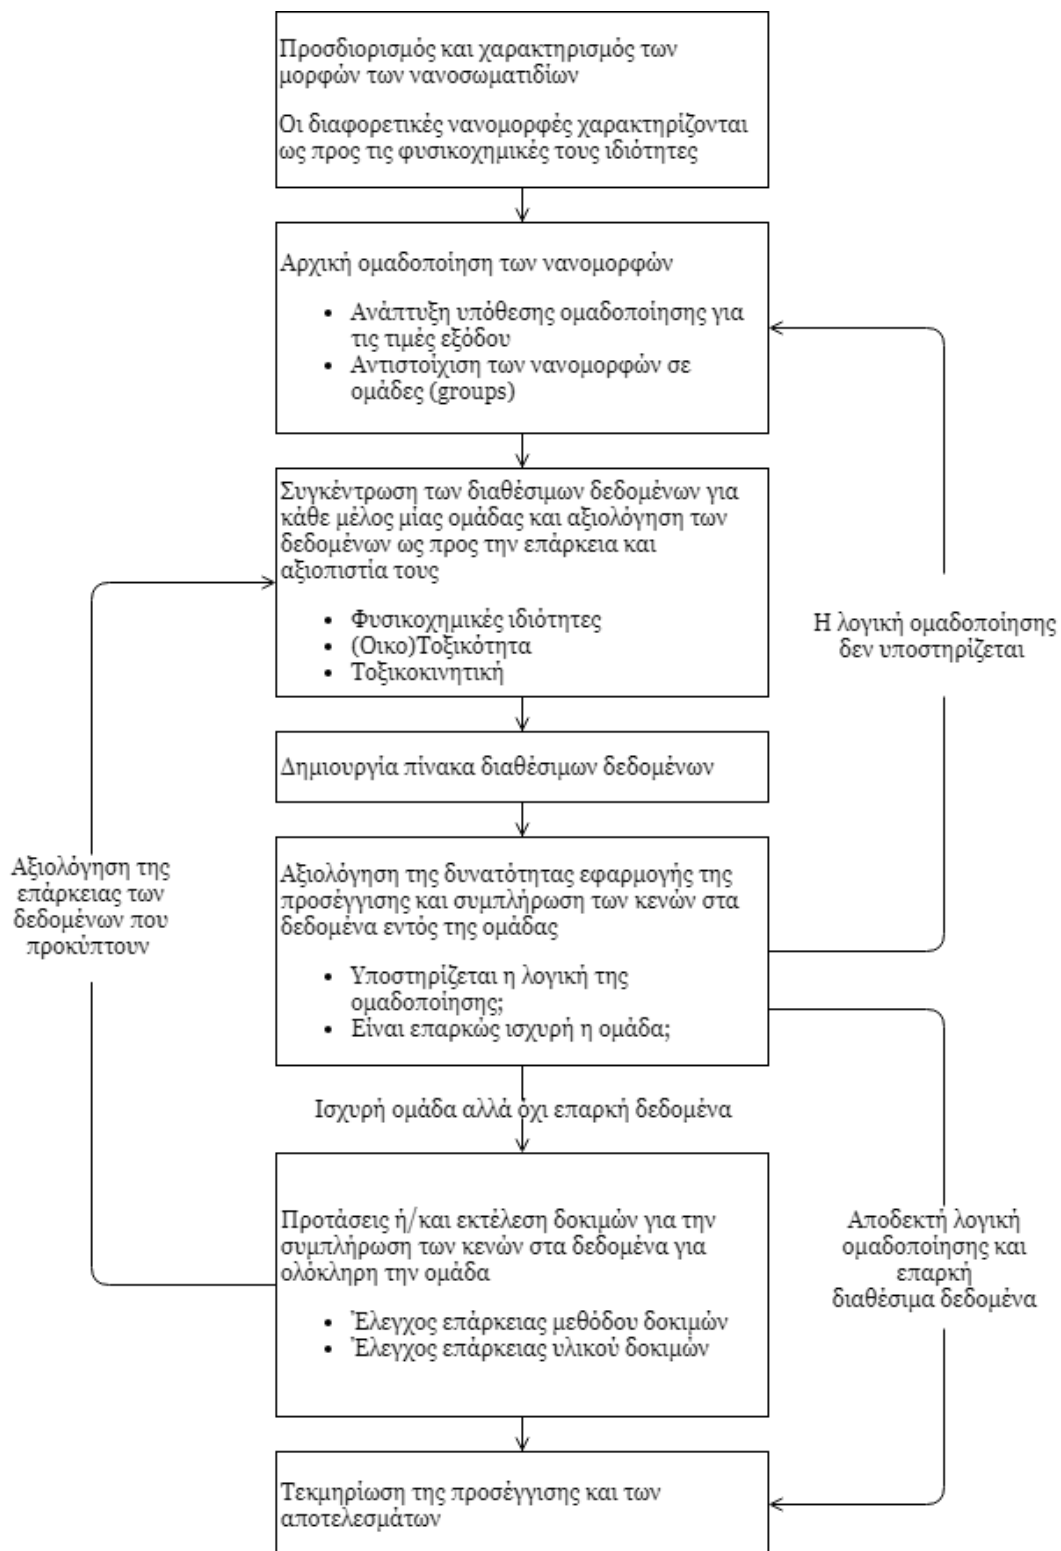 Προσδιορισμός και χαρακτηρισμός των
μορφών των νανοσωματιδίων
Οι διαφορετικές νανομορφές χαρακτηρίζονται
ως προς τις φυσικοχημικές τους ιδιότητες
Αρχική ομαδοποίηση των νανομορφών
• Ανάπτυξη υπόθεσης ομαδοποίησης για
τις τιμές εξόδου
• Αντιστοίχιση των νανομορφών σε
ομάδες (groups)
Συγκέντρωση των διαθέσιμων δεδομένων για
κάθε μέλος μίας ομάδας και αξιολόγηση των
δεδομένων ως προς την επάρκεια και
αξιοπιστία τους
• Φυσικοχημικές ιδιότητες
• (Οικο)Τοξικότητα
• Τοξικοκινητική
Η λογική ομαδοποίησης
δεν υποστηρίζεται
Δημιουργία πίνακα διαθέσιμων δεδομένων
Αξιολόγηση της
επάρκειας των
δεδομένων που
προκύπτουν
Αξιολόγηση της δυνατότητας εφαρμογής της
προσέγγισης και συμπλήρωση των κενών στα
δεδομένα εντός της ομάδας
• Υποστηρίζεται η λογική της
ομαδοποίησης;
• Είναι επαρκώς ισχυρή η ομάδα;
Ισχυρή ομάδα αλλά όχι επαρκή δεδομένα
Προτάσεις ή/και εκτέλεση δοκιμών για την
συμπλήρωση των κενών στα δεδομένα για
ολόκληρη την ομάδα
• Έλεγχος επάρκειας μεθόδου δοκιμών
• Έλεγχος επάρκειας υλικού δοκιμών
Αποδεκτή λογική
ομαδοποίησης και
επαρκή
διαθέσιμα δεδομένα
Τεκμηρίωση της προσέγγισης και των
αποτελεσμάτων